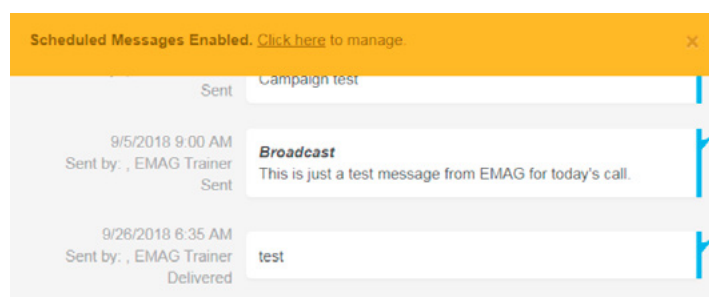 Scheduled Messages Enabled. Click here to manage.
×
Campaign test
Sent
9/5/2018 9:00 AM
Sent by: , EMAG Trainer
Sent
Broadcast
This is just a test message from EMAG for today's call.
9/26/2018 6:35 AM
Sent by: , EMAG Trainer
Delivered
test